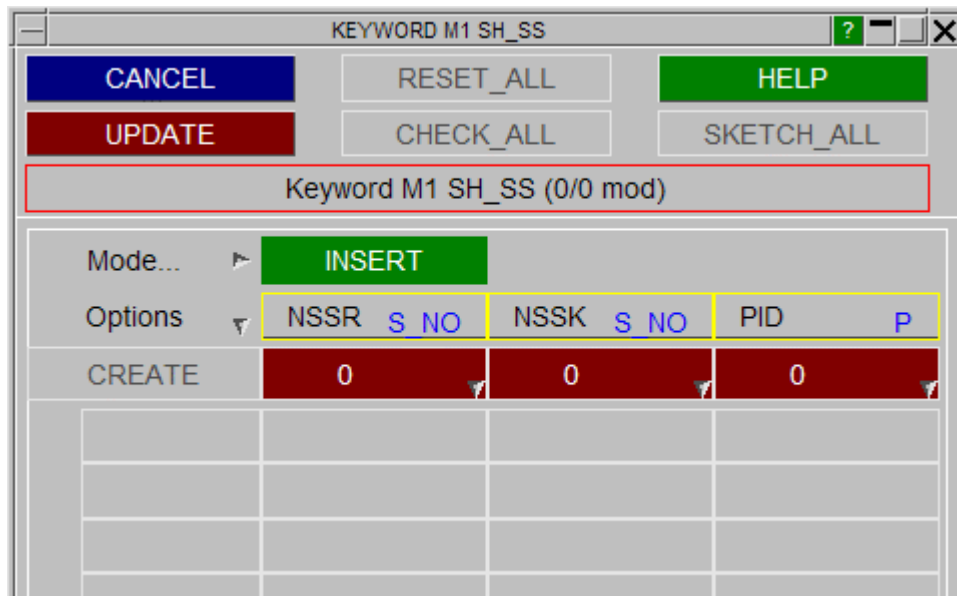 KEYWORD M1 SH_SS ?
CANCEL RESET_ALL HELP
UPDATE CHECK_ALL SKETCH_ALL
Keyword M1 SH_SS (0/0 mod)
Mode... INSERT
Options NSSR S_NO NSSK S_NO PID P
CREATE 0 0 0